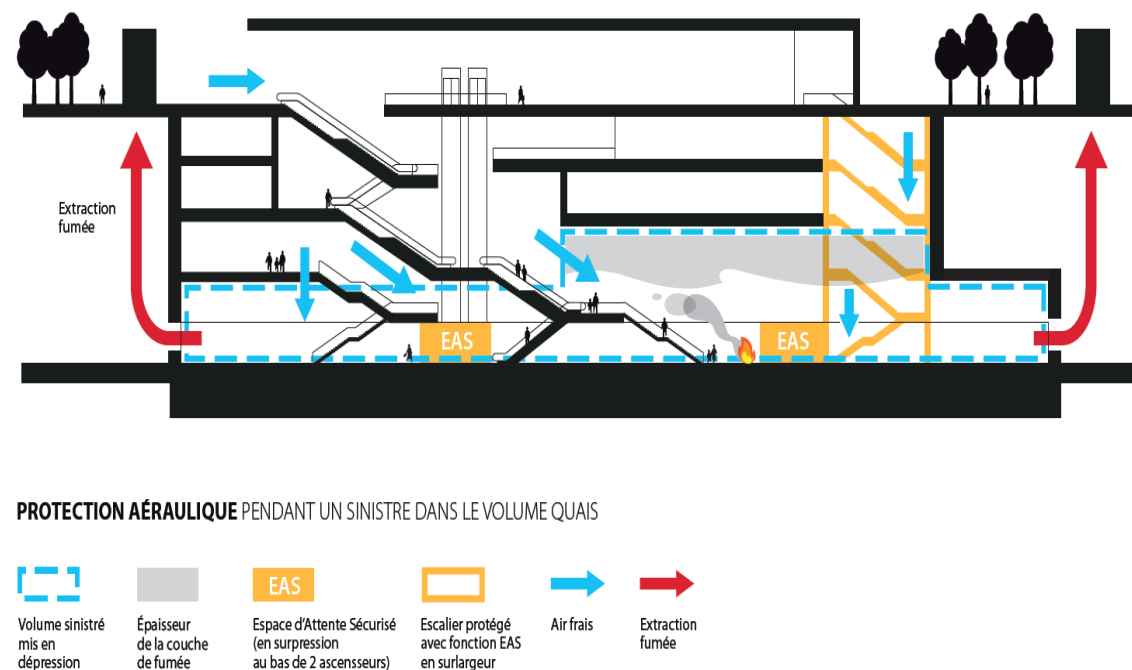 Extraction
fumée
EAS
EAS
PROTECTION AÉRAULIQUE PENDANT UN SINISTRE DANS LE VOLUME QUAIS
EAS
Volume sinistré
mis en
dépression
Épaisseur
de la couche
de fumée
Espace d'Attente Sécurisé
(en surpression
au bas de 2 ascensseurs)
Escalier protégé
avec fonction EAS
en surlargeur
Air frais
Extraction
fumée